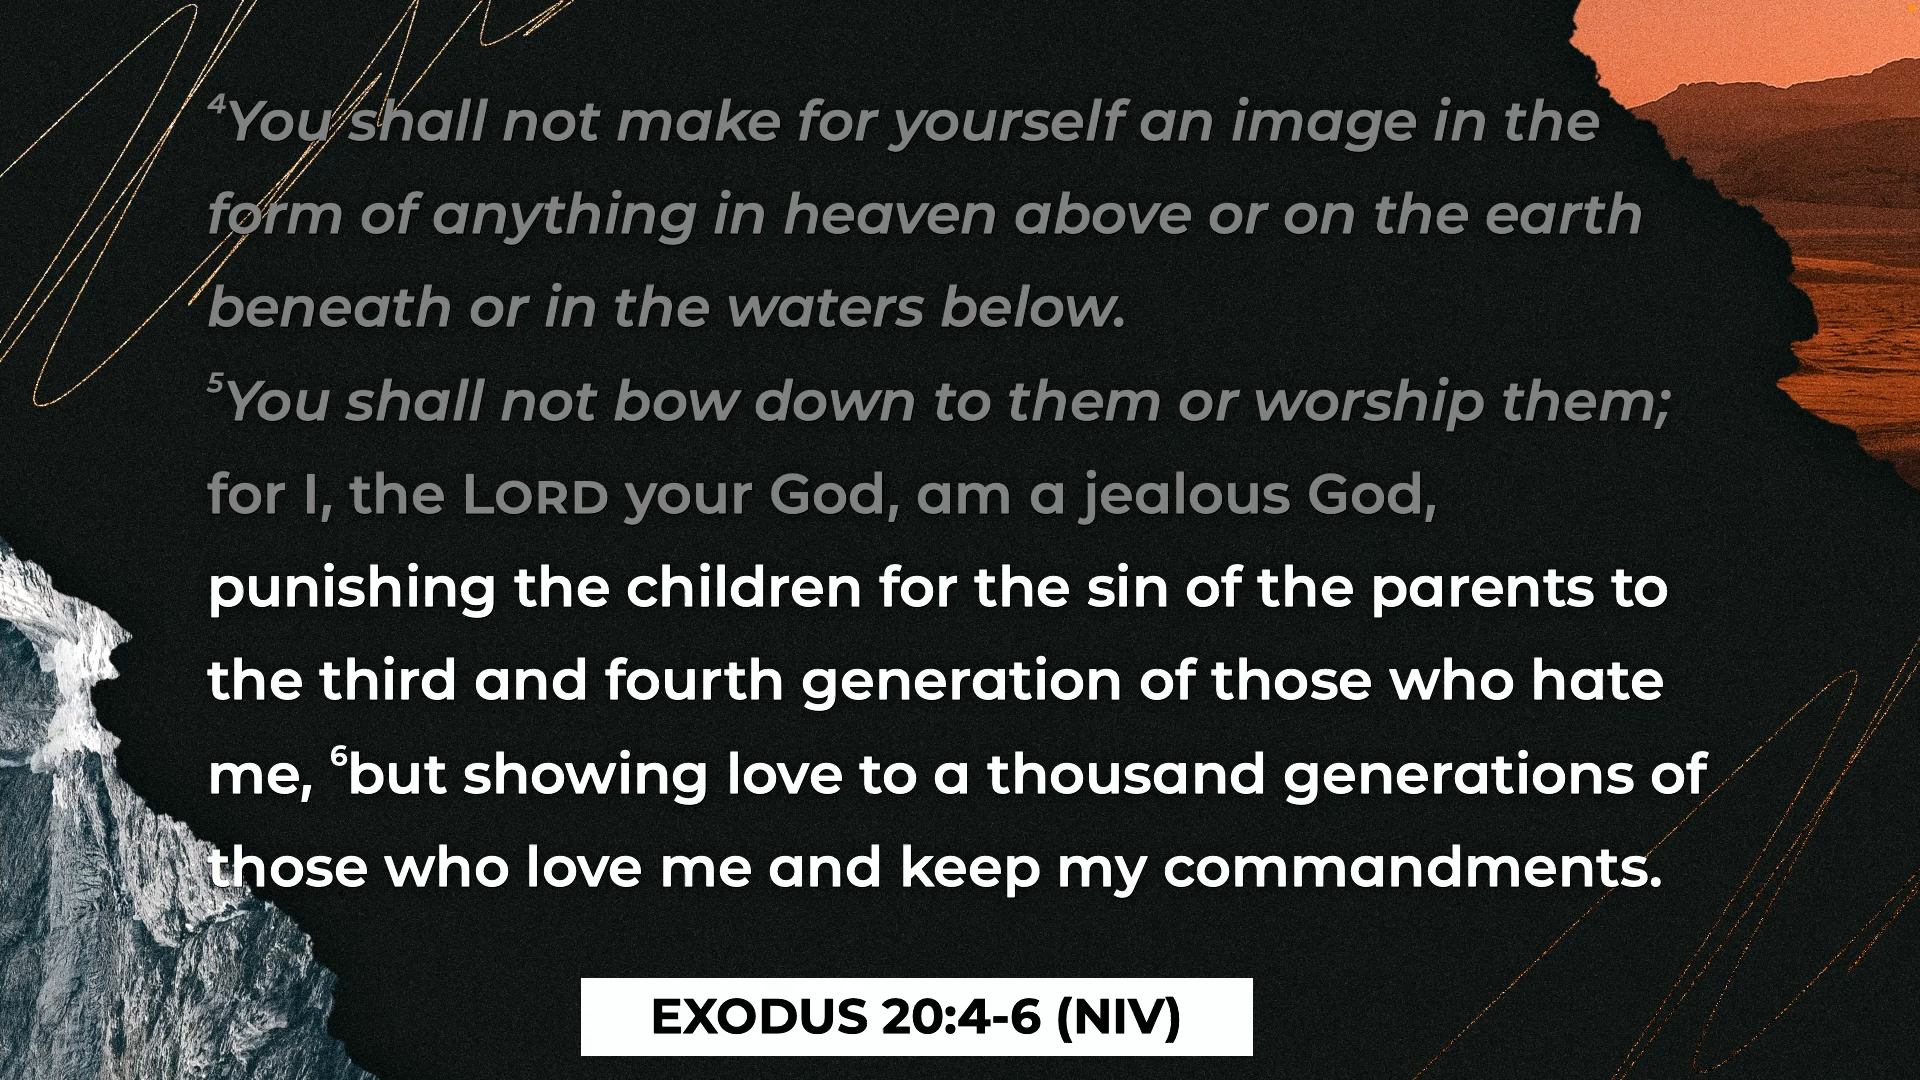 ⁴You shall not make for yourself an image in the
form of anything in heaven above or on the earth
beneath or in the waters below.
⁵You shall not bow down to them or worship them;
for I, the LORD your God, am a jealous God,
punishing the children for the sin of the parents to
the third and fourth generation of those who hate
me, ⁶but showing love to a thousand generations of
those who love me and keep my commandments.
EXODUS 20:4-6 (NIV)